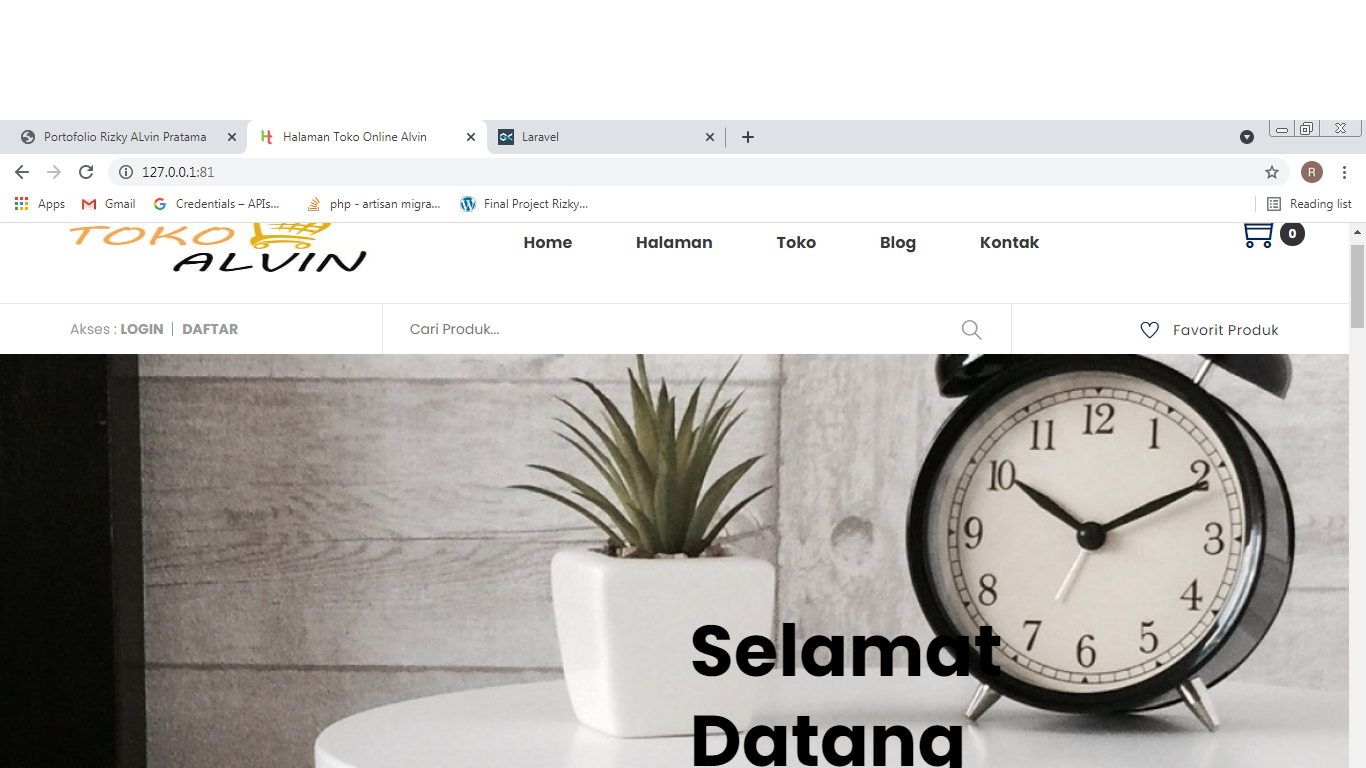 Portofolio Rizky ALvin Pratama
Halaman Toko Online Alvin
Laravel
127.0.0.1:81
R
Apps
Gmail
Credentials – APIs...
php - artisan migra...
Final Project Rizky...
Reading list
TOKO
ALVIN
Home
Halaman
Toko
Blog
Kontak
0
Akses : LOGIN | DAFTAR
Cari Produk...
Favorit Produk
12
11
1
10
2
9
3
8
4
7
5
6
Selamat
Datang